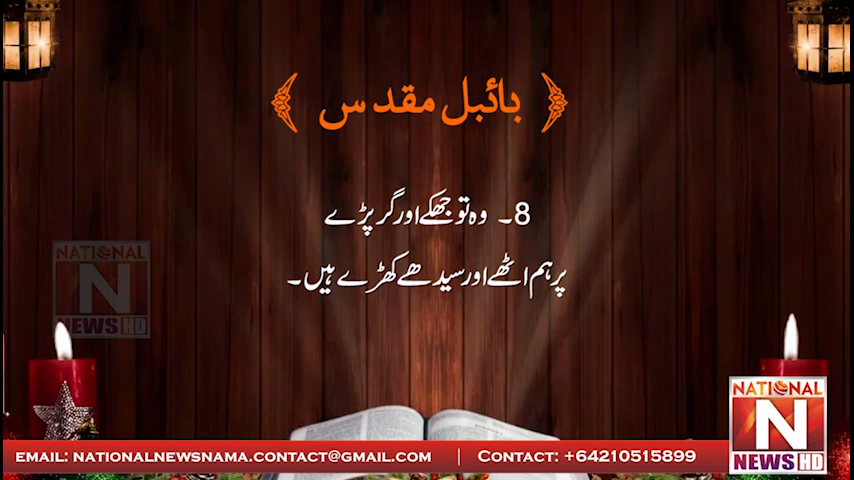 ﴿ بائبل مقدس ﴾
8۔ وہ تو جھکے اور گر پڑے
پر ہم اٹھے اور سیدھے کھڑے ہیں۔
NATIONAL
N
NEWS HD
NATIONAL
N
NEWS HD
EMAIL: NATIONALNEWSNAMA.CONTACT@GMAIL.COM | CONTACT: +64210515899